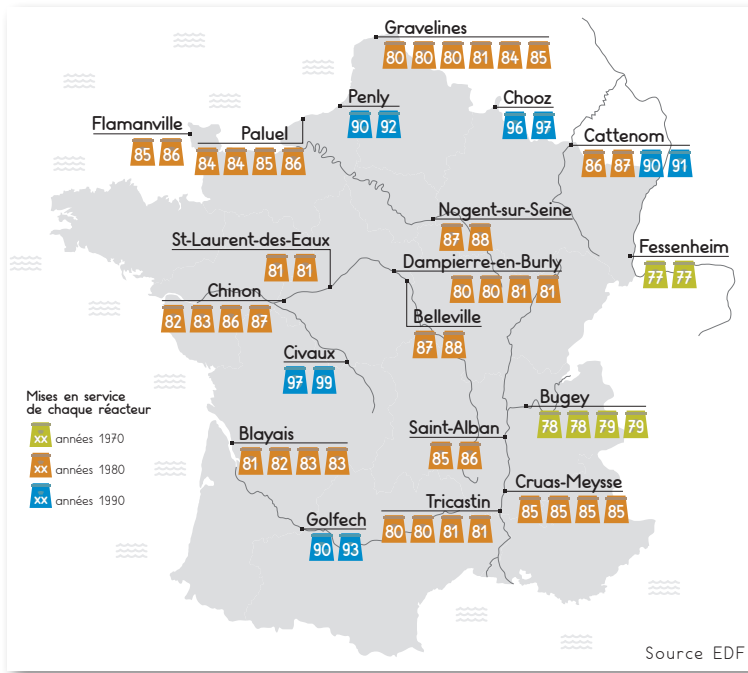 Gravelines
80 80 80 81 84 85
Penly
90 92
Chooz
96 97
Flamanville
85 86
Paluel
84 84 85 86
Cattenom
86 87 90 91
Nogent-sur-Seine
87 88
St-Laurent-des-Eaux
81 81
Dampierre-en-Burly
80 80 81 81
Fessenheim
77 77
Chinon
82 83 86 87
Belleville
87 88
Civaux
97 99
Mises en service
de chaque réacteur
xx années 1970
xx années 1980
xx années 1990
Bugey
78 78 79 79
Blayais
81 82 83 83
Saint-Alban
85 86
Cruas-Meysse
85 85 85 85
Tricastin
80 80 81 81
Golfech
90 93
Source EDF